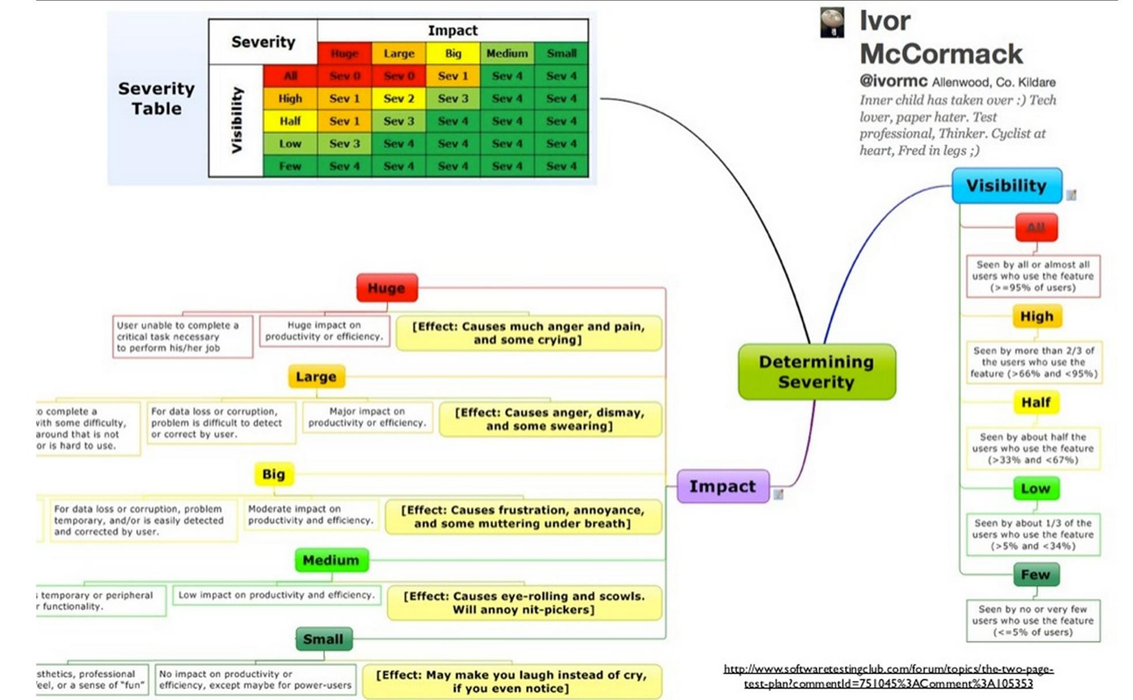 Severity Table
Severity
Impact
Huge Large Big Medium Small
Visibility
All Sev 0 Sev 0 Sev 1 Sev 4 Sev 4
High Sev 1 Sev 2 Sev 3 Sev 4 Sev 4
Half Sev 1 Sev 3 Sev 4 Sev 4 Sev 4
Low Sev 3 Sev 4 Sev 4 Sev 4 Sev 4
Few Sev 4 Sev 4 Sev 4 Sev 4 Sev 4
Ivor
McCormack
@ivormc Allenwood, Co. Kildare
Inner child has taken over :) Tech
lover, paper hater. Test
professional, Thinker. Cyclist at
heart, Fred in legs ;)
Determining
Severity
Visibility
All
Seen by all or almost all
users who use the feature
(>=95% of users)
High
Seen by more than 2/3 of
the users who use the
feature (>66% and <95%)
Half
Seen by about half the
users who use the feature
(>33% and <67%)
Low
Seen by about 1/3 of the
users who use the feature
(>5% and <34%)
Few
Seen by no or very few
users who use the feature
(<=5% of users)
Impact
Huge
User unable to complete a
critical task necessary
to perform his/her job
Huge impact on
productivity or efficiency.
[Effect: Causes much anger and pain,
and some crying]
Large
to complete a
with some difficulty,
around that is not
or is hard to use.
For data loss or corruption,
problem is difficult to detect
or correct by user.
Major impact on
productivity or efficiency.
[Effect: Causes anger, dismay,
and some swearing]
Big
For data loss or corruption, problem
temporary, and/or is easily detected
and corrected by user.
Moderate impact on
productivity and efficiency.
[Effect: Causes frustration, annoyance,
and some muttering under breath]
Medium
s temporary or peripheral
r functionality.
Low impact on productivity and efficiency.
[Effect: Causes eye-rolling and scowls.
Will annoy nit-pickers]
Small
sthetics, professional
eel, or a sense of "fun"
No impact on productivity or
efficiency, except maybe for power-users
[Effect: May make you laugh instead of cry,
if you even notice]
http://www.softwaretestingclub.com/forum/topics/the-two-page-
test-plan?commentId=751045%3AComment%3A105353